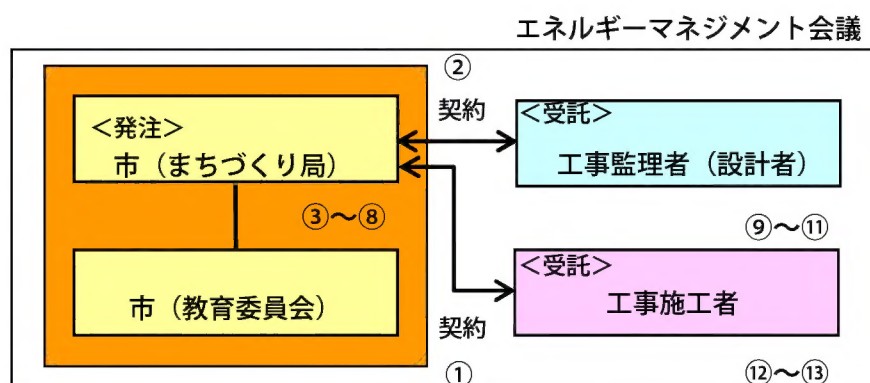 エネルギーマネジメント会議
②
<発注>
市（まちづくり局）
契約
<受託>
工事監理者（設計者）
③～⑧
⑨～⑪
市（教育委員会）
<受託>
工事施工者
契約
①
⑫～⑬